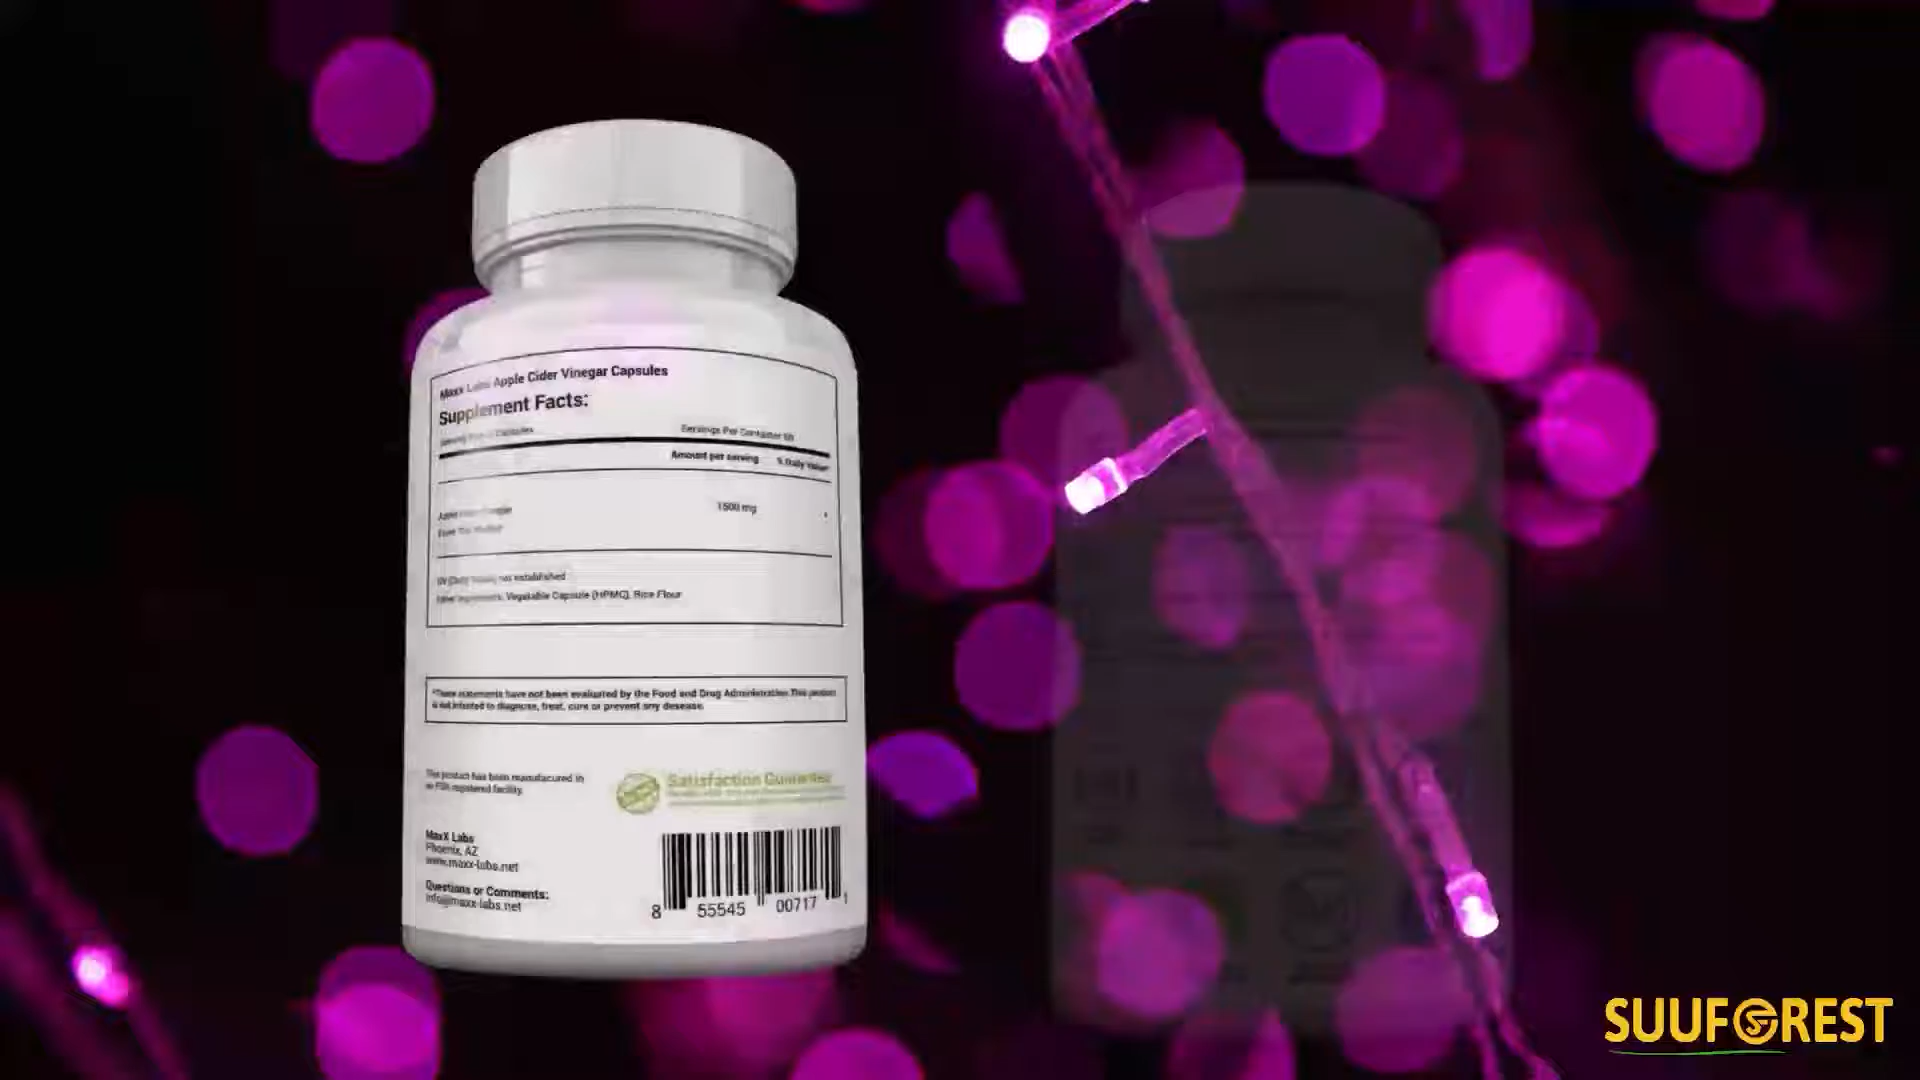 Maxx Labs Apple Cider Vinegar Capsules
Supplement Facts:
Capsules
Servings Per Container 60
Amount per serving % Daily Value*
1500 mg *
not established
Vegetable Capsule (HPMC), Rice Flour
*These statements have not been evaluated by the Food and Drug Administration This product
is not intented to diagnose, treat, cure or prevent any desease.
This product has been manufacured in
an FDA registered facility.
Satisfaction Guaranteed
MaxX Labs
Phoenix, AZ
www.maxx-labs.net
Questions or Comments:
info@maxx-labs.net
8 55545 00717 1
SUUFOREST